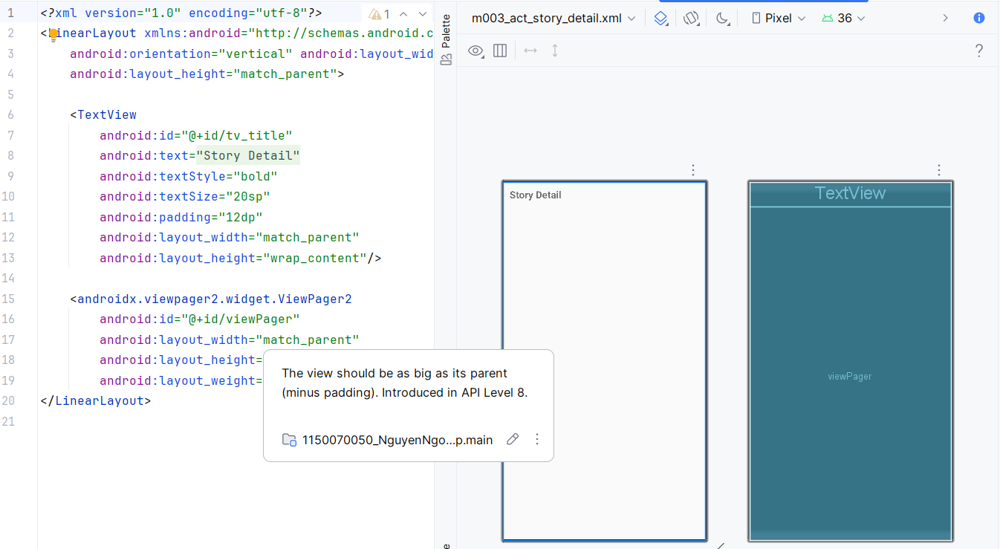 1 <?xml version="1.0" encoding="utf-8"?> 1
2 <LinearLayout xmlns:android="http://schemas.android.c
3 android:orientation="vertical" android:layout_wid
4 android:layout_height="match_parent">
5
6 <TextView
7 android:id="@+id/tv_title"
8 android:text="Story Detail"
9 android:textStyle="bold"
10 android:textSize="20sp"
11 android:padding="12dp"
12 android:layout_width="match_parent"
13 android:layout_height="wrap_content"/>
14
15 <androidx.viewpager2.widget.ViewPager2
16 android:id="@+id/viewPager"
17 android:layout_width="match_parent"
18 android:layout_height=
19 android:layout_weight=
20 </LinearLayout>
21
The view should be as big as its parent
(minus padding). Introduced in API Level 8.
1150070050_NguyenNgo...p.main
Palette
m003_act_story_detail.xml
Pixel
36
?
Story Detail
TextView
viewPager